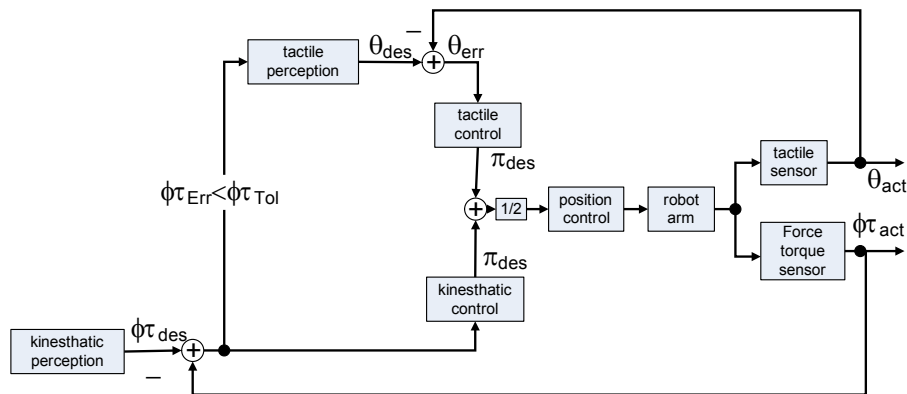 −
tactile
perception
θdes
θerr
tactile
control
πdes
ϕτErr<ϕτTol
1/2
position
control
robot
arm
tactile
sensor
θact
Force
torque
sensor
ϕτact
πdes
kinesthatic
control
kinesthatic
perception
ϕτdes
−